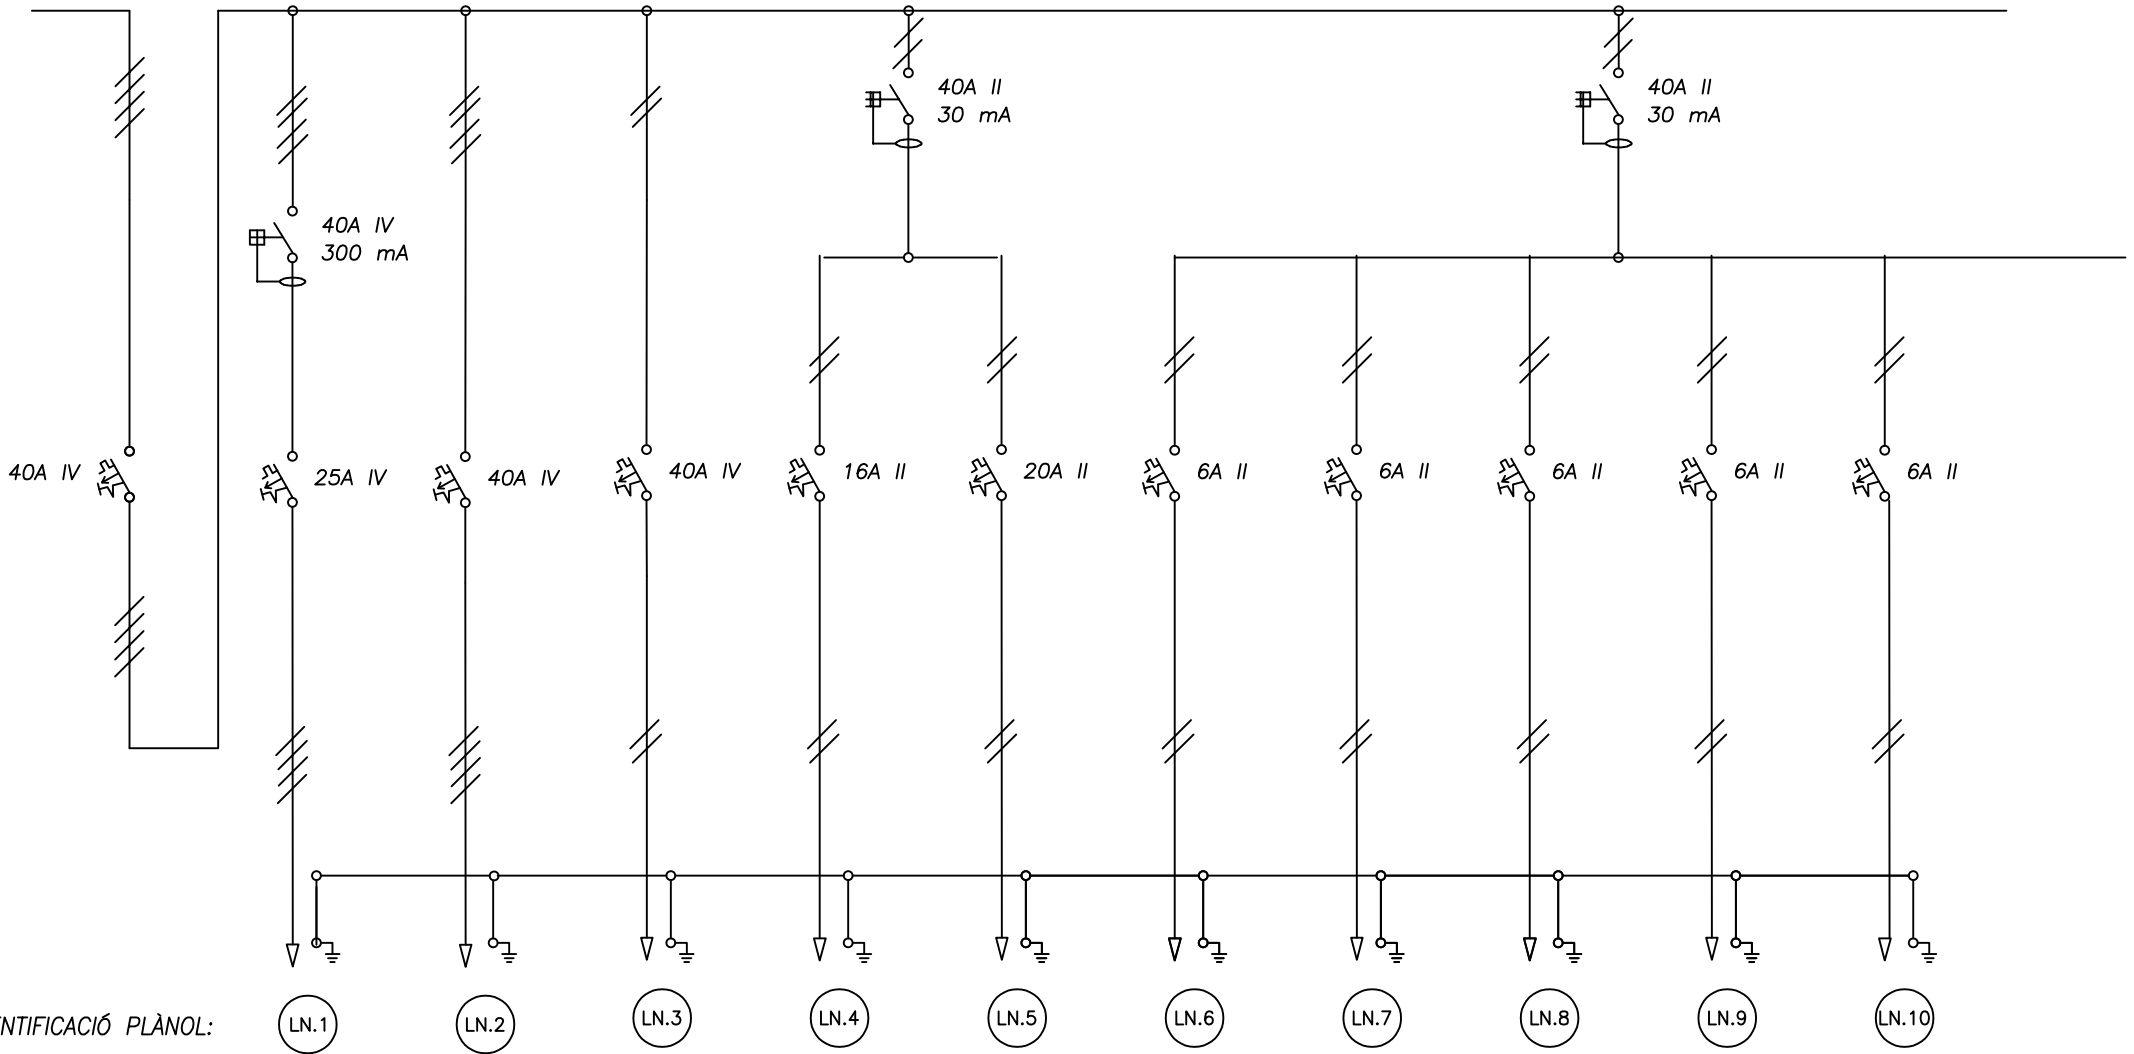 40A II
30 mA
40A II
30 mA
40A IV
300 mA
40A IV
25A IV
40A IV
40A IV
16A II
20A II
6A II
6A II
6A II
6A II
6A II
NTIFICACIÓ PLÀNOL:
LN.1
LN.2
LN.3
LN.4
LN.5
LN.6
LN.7
LN.8
LN.9
LN.10